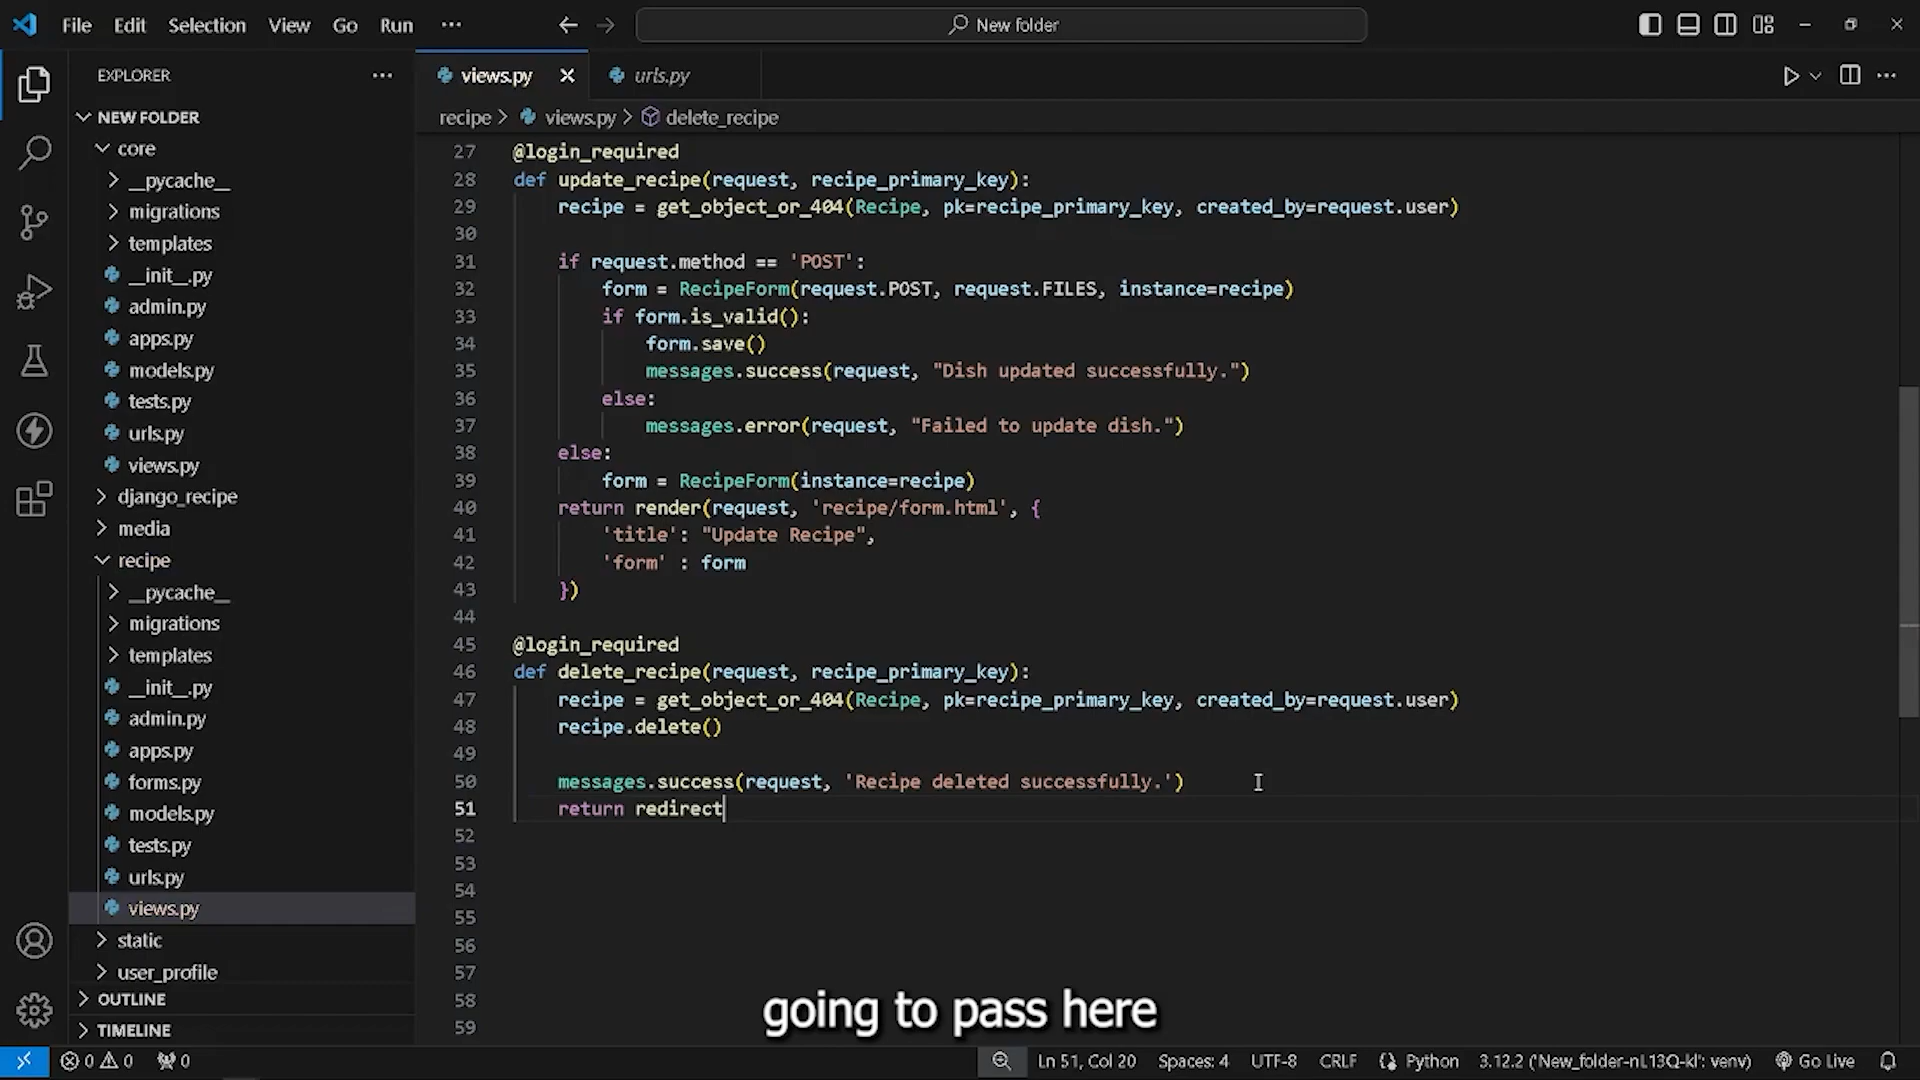 File Edit Selection View Go Run ··· New folder
EXPLORER ···
views.py urls.py
NEW FOLDER
recipe > views.py > delete_recipe
core
__pycache__
migrations
templates
__init__.py
admin.py
apps.py
models.py
tests.py
urls.py
views.py
django_recipe
media
recipe
__pycache__
migrations
templates
__init__.py
admin.py
apps.py
forms.py
models.py
tests.py
urls.py
views.py
static
user_profile
OUTLINE
TIMELINE
27 @login_required
28 def update_recipe(request, recipe_primary_key):
29 recipe = get_object_or_404(Recipe, pk=recipe_primary_key, created_by=request.user)
30
31 if request.method == 'POST':
32 form = RecipeForm(request.POST, request.FILES, instance=recipe)
33 if form.is_valid():
34 form.save()
35 messages.success(request, "Dish updated successfully.")
36 else:
37 messages.error(request, "Failed to update dish.")
38 else:
39 form = RecipeForm(instance=recipe)
40 return render(request, 'recipe/form.html', {
41 'title': "Update Recipe",
42 'form' : form
43 })
44
45 @login_required
46 def delete_recipe(request, recipe_primary_key):
47 recipe = get_object_or_404(Recipe, pk=recipe_primary_key, created_by=request.user)
48 recipe.delete()
49
50 messages.success(request, 'Recipe deleted successfully.')
51 return redirect
52
53
54
55
56
57
58
59
going to pass here
0 0 0 Ln 51, Col 20 Spaces: 4 UTF-8 CRLF Python 3.12.2 ('New_folder-nL13Q-kl': venv) Go Live